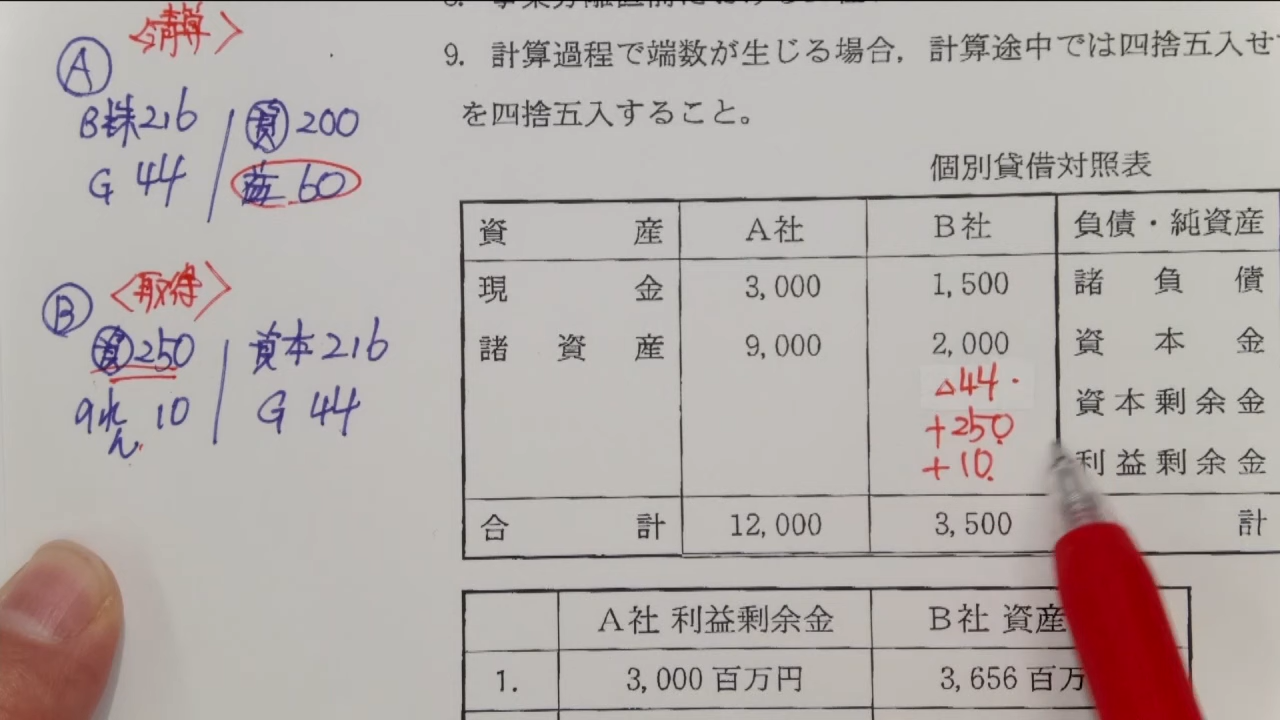 <清算>
A
B株216 / 資 200
G 44 / 益 60
<取得>
B
資 250 / 資本 216
のれん 10 / G 44
9. 計算過程で端数が生じる場合，計算途中では四捨五入せ
を四捨五入すること。
個別貸借対照表
資 産 A社 B社 負債・純資産
現 金 3,000 1,500 諸 負 債
諸 資 産 9,000 2,000 資 本 金
△44 資本剰余金
+250
+10 利益剰余金
合 計 12,000 3,500 計
A社 利益剰余金 B社 資産
1. 3,000 百万円 3,656 百万